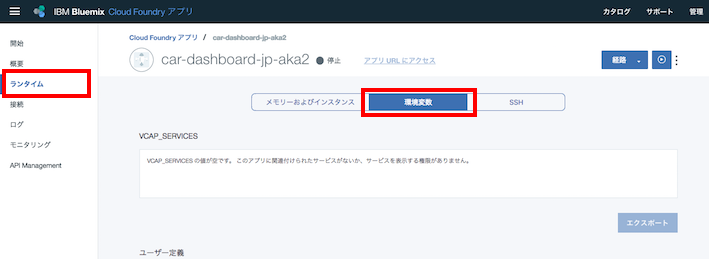 IBM Bluemix Cloud Foundry アプリ
カタログ サポート 管理
開始
概要
ランタイム
接続
ログ
モニタリング
API Management
Cloud Foundry アプリ / car-dashboard-jp-aka2
car-dashboard-jp-aka2 停止 アプリ URL にアクセス
経路
メモリーおよびインスタンス 環境変数 SSH
VCAP_SERVICES
VCAP_SERVICES の値が空です。このアプリに関連付けられたサービスがないか、サービスを表示する権限がありません。
エクスポート
ユーザー定義